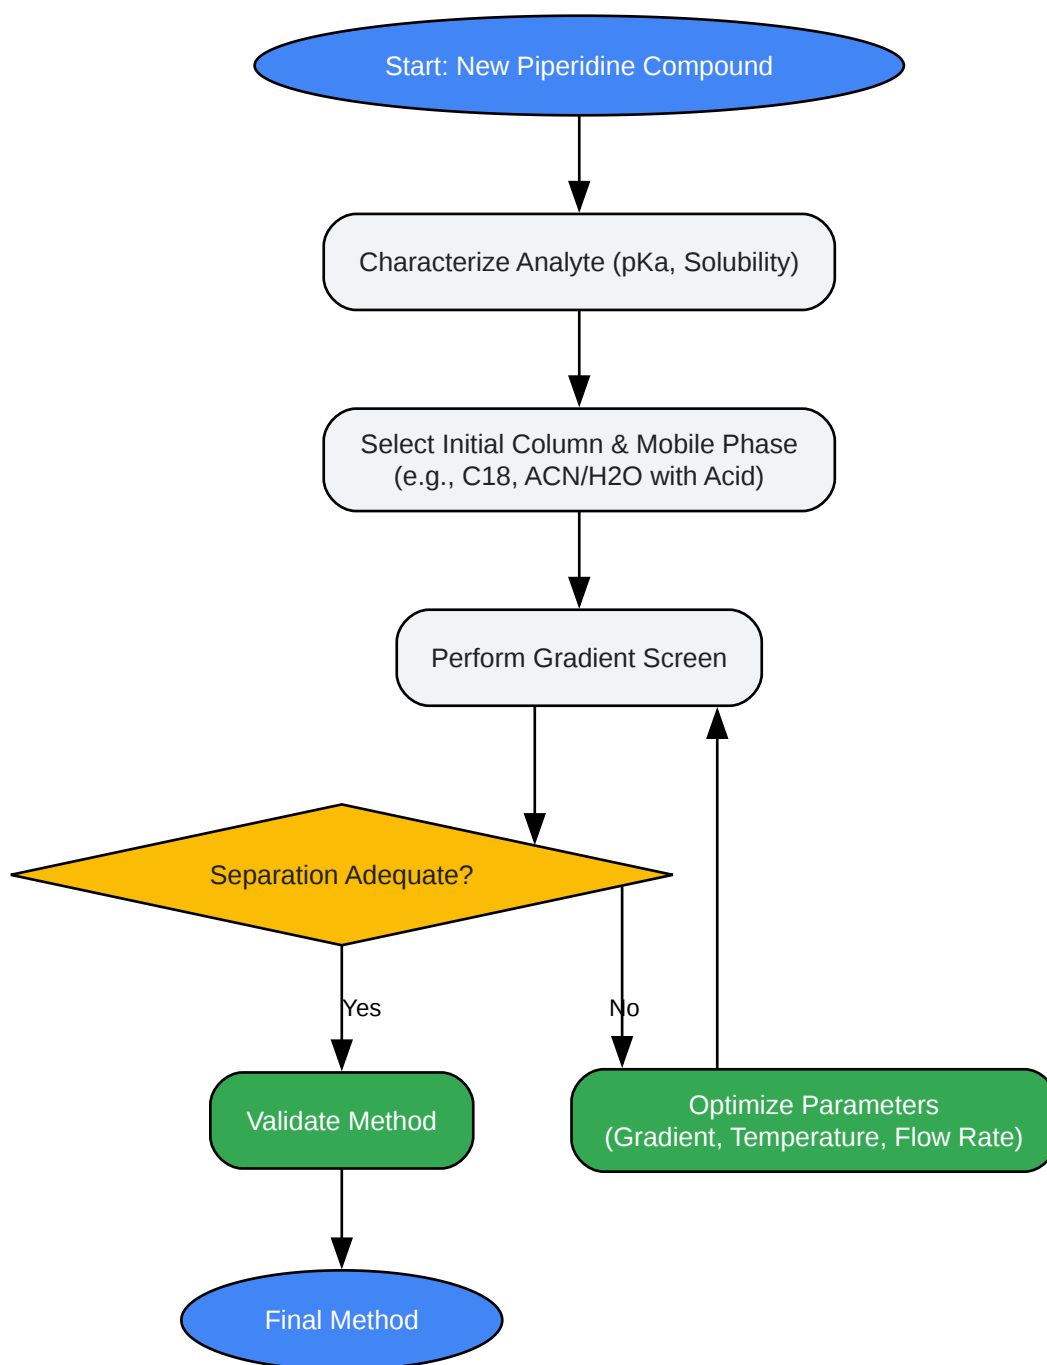 Start: New Piperidine Compound
Characterize Analyte (pKa, Solubility)
Select Initial Column & Mobile Phase
(e.g., C18, ACN/H2O with Acid)
Perform Gradient Screen
Separation Adequate?
Yes
No
Validate Method
Optimize Parameters
(Gradient, Temperature, Flow Rate)
Final Method